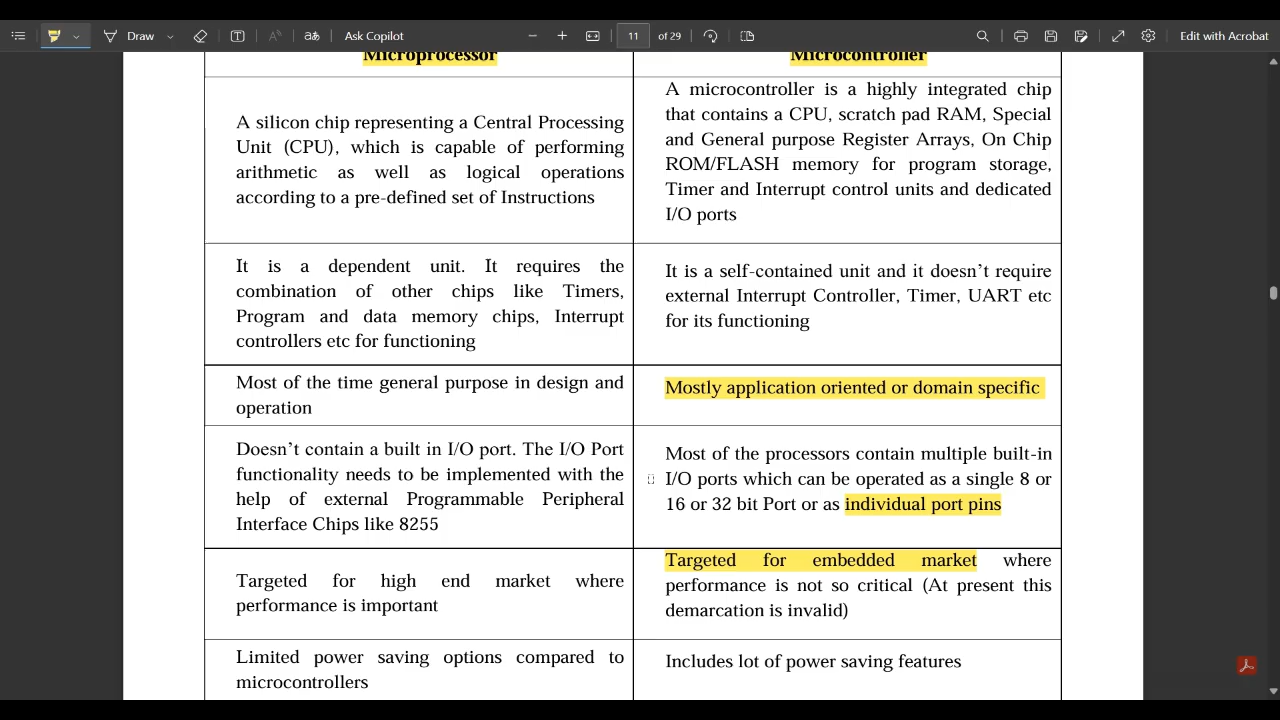 Draw
Ask Copilot
11 of 29
Edit with Acrobat
Microprocessor
Microcontroller
A silicon chip representing a Central Processing
Unit (CPU), which is capable of performing
arithmetic as well as logical operations
according to a pre-defined set of Instructions
A microcontroller is a highly integrated chip
that contains a CPU, scratch pad RAM, Special
and General purpose Register Arrays, On Chip
ROM/FLASH memory for program storage,
Timer and Interrupt control units and dedicated
I/O ports
It is a dependent unit. It requires the
combination of other chips like Timers,
Program and data memory chips, Interrupt
controllers etc for functioning
It is a self-contained unit and it doesn't require
external Interrupt Controller, Timer, UART etc
for its functioning
Most of the time general purpose in design and
operation
Mostly application oriented or domain specific
Doesn't contain a built in I/O port. The I/O Port
functionality needs to be implemented with the
help of external Programmable Peripheral
Interface Chips like 8255
Most of the processors contain multiple built-in
I/O ports which can be operated as a single 8 or
16 or 32 bit Port or as individual port pins
Targeted for high end market where
performance is important
Targeted for embedded market where
performance is not so critical (At present this
demarcation is invalid)
Limited power saving options compared to
microcontrollers
Includes lot of power saving features